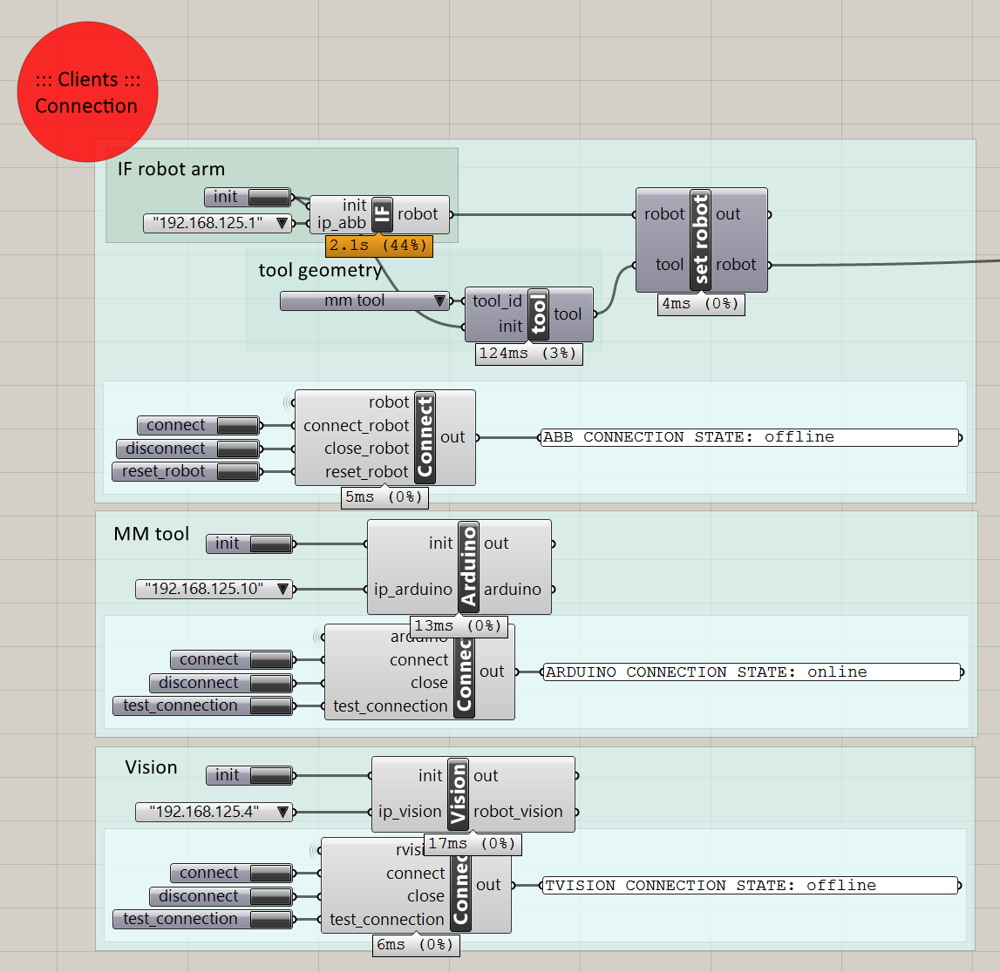 ::: Clients :::
Connection
IF robot arm
init
"192.168.125.1"
init
ip_abb
IF
robot
2.1s (44%)
tool geometry
mm tool
tool_id
init
tool
tool
124ms (3%)
robot
tool
set robot
out
robot
4ms (0%)
connect
disconnect
reset_robot
robot
connect_robot
close_robot
reset_robot
Connect
out
5ms (0%)
ABB CONNECTION STATE: offline
MM tool
init
"192.168.125.10"
init
ip_arduino
Arduino
out
arduino
13ms (0%)
connect
disconnect
test_connection
arduino
connect
close
test_connection
Connec
out
ARDUINO CONNECTION STATE: online
Vision
init
"192.168.125.4"
init
ip_vision
Vision
out
robot_vision
17ms (0%)
connect
disconnect
test_connection
rvisi
connect
close
test_connection
Connec
out
6ms (0%)
TVISION CONNECTION STATE: offline